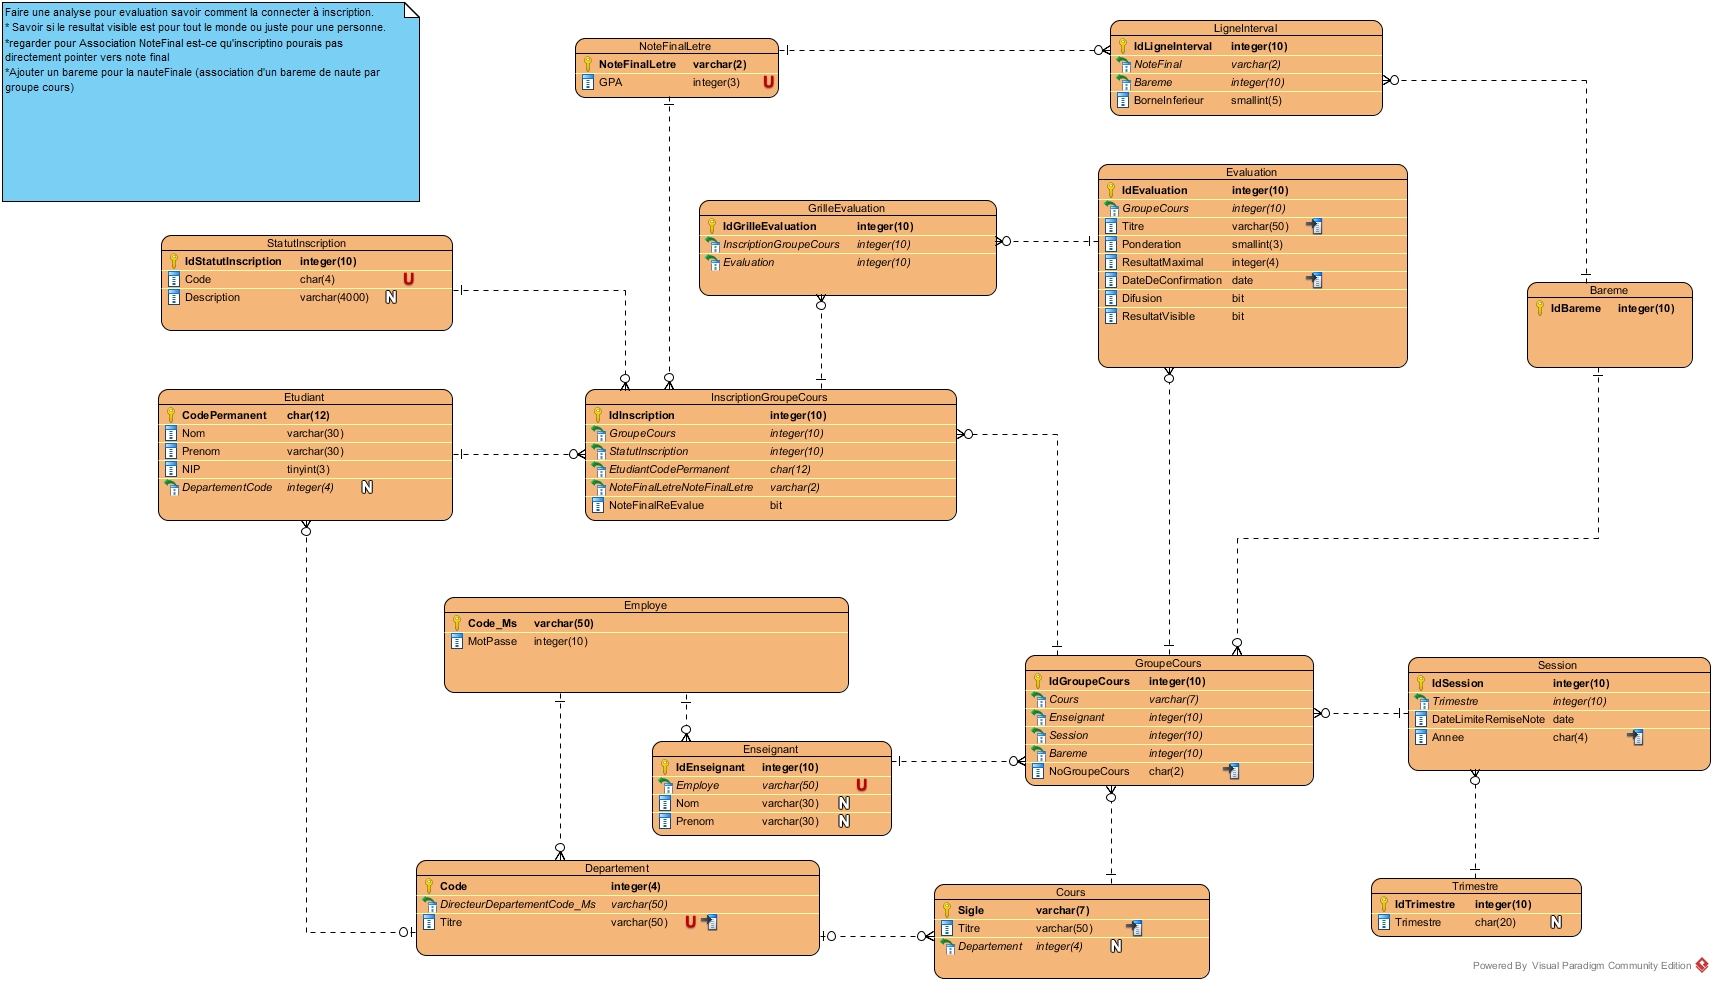 Faire une analyse pour evaluation savoir comment la connecter à inscription.
* Savoir si le resultat visible est pour tout le monde ou juste pour une personne.
*regarder pour Association NoteFinal est-ce qu'inscriptino pourais pas
directement pointer vers note final
*Ajouter un bareme pour la nauteFinale (association d'un bareme de naute par
groupe cours)
NoteFinalLetre
NoteFinalLetre varchar(2)
GPA integer(3) U
LigneInterval
IdLigneInterval integer(10)
NoteFinal varchar(2)
Bareme integer(10)
BorneInferieur smallint(5)
Evaluation
IdEvaluation integer(10)
GroupeCours integer(10)
Titre varchar(50)
Ponderation smallint(3)
ResultatMaximal integer(4)
DateDeConfirmation date
Difusion bit
ResultatVisible bit
GrilleEvaluation
IdGrilleEvaluation integer(10)
InscriptionGroupeCours integer(10)
Evaluation integer(10)
StatutInscription
IdStatutInscription integer(10)
Code char(4) U
Description varchar(4000) N
Bareme
IdBareme integer(10)
Etudiant
CodePermanent char(12)
Nom varchar(30)
Prenom varchar(30)
NIP tinyint(3)
DepartementCode integer(4) N
InscriptionGroupeCours
IdInscription integer(10)
GroupeCours integer(10)
StatutInscription integer(10)
EtudiantCodePermanent char(12)
NoteFinalLetreNoteFinalLetre varchar(2)
NoteFinalReEvalue bit
Employe
Code_Ms varchar(50)
MotPasse integer(10)
GroupeCours
IdGroupeCours integer(10)
Cours varchar(7)
Enseignant integer(10)
Session integer(10)
Bareme integer(10)
NoGroupeCours char(2)
Session
IdSession integer(10)
Trimestre integer(10)
DateLimiteRemiseNote date
Annee char(4)
Enseignant
IdEnseignant integer(10)
Employe varchar(50) U
Nom varchar(30) N
Prenom varchar(30) N
Departement
Code integer(4)
DirecteurDepartementCode_Ms varchar(50)
Titre varchar(50) U
Cours
Sigle varchar(7)
Titre varchar(50)
Departement integer(4) N
Trimestre
IdTrimestre integer(10)
Trimestre char(20) N
Powered By Visual Paradigm Community Edition